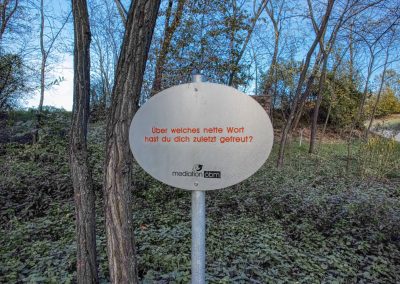 Über welches nette Wort
hast du dich zuletzt gefreut?
mediation.com